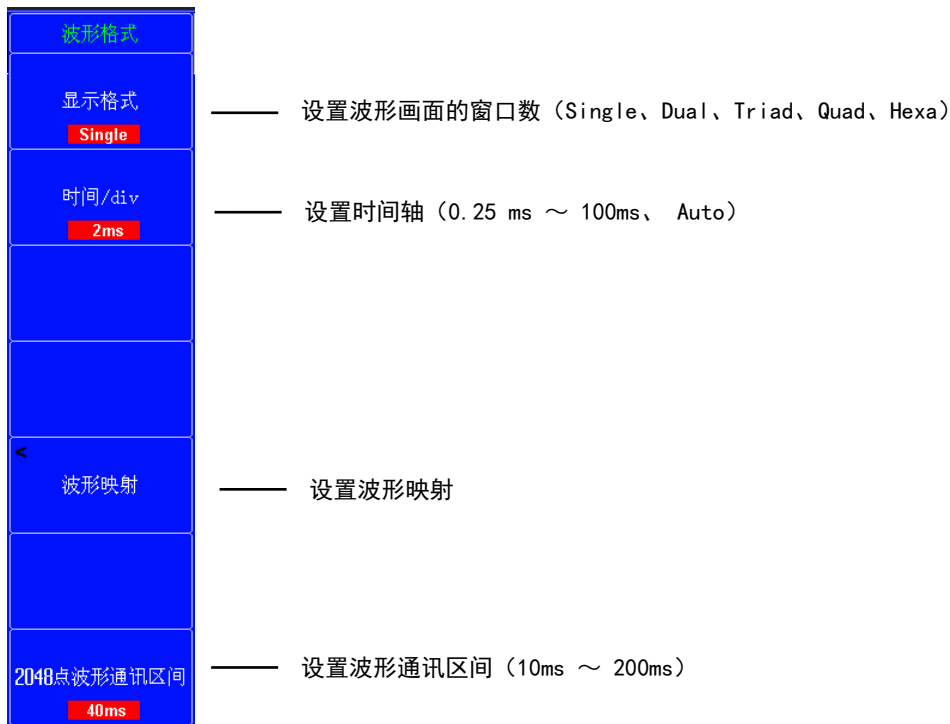 波形格式
显示格式
Single
设置波形画面的窗口数（Single、Dual、Triad、Quad、Hexa）
时间/div
2ms
设置时间轴（0.25 ms ～ 100ms、 Auto）
<
波形映射
设置波形映射
2048点波形通讯区间
40ms
设置波形通讯区间（10ms ～ 200ms）